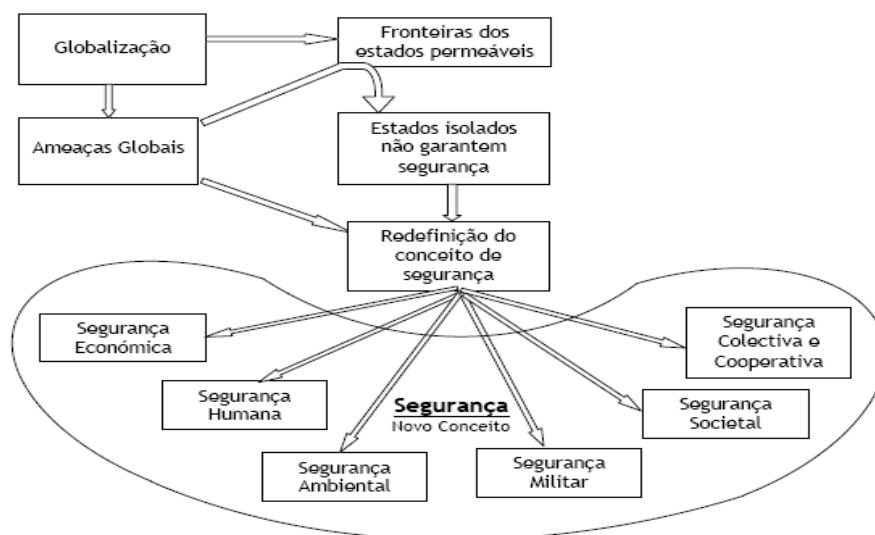 Globalização
Fronteiras dos
estados permeáveis
Ameaças Globais
Estados isolados
não garantem
segurança
Redefinição do
conceito de
segurança
Segurança
Económica
Segurança
Colectiva e
Cooperativa
Segurança
Humana
Segurança
Novo Conceito
Segurança
Societal
Segurança
Ambiental
Segurança
Militar